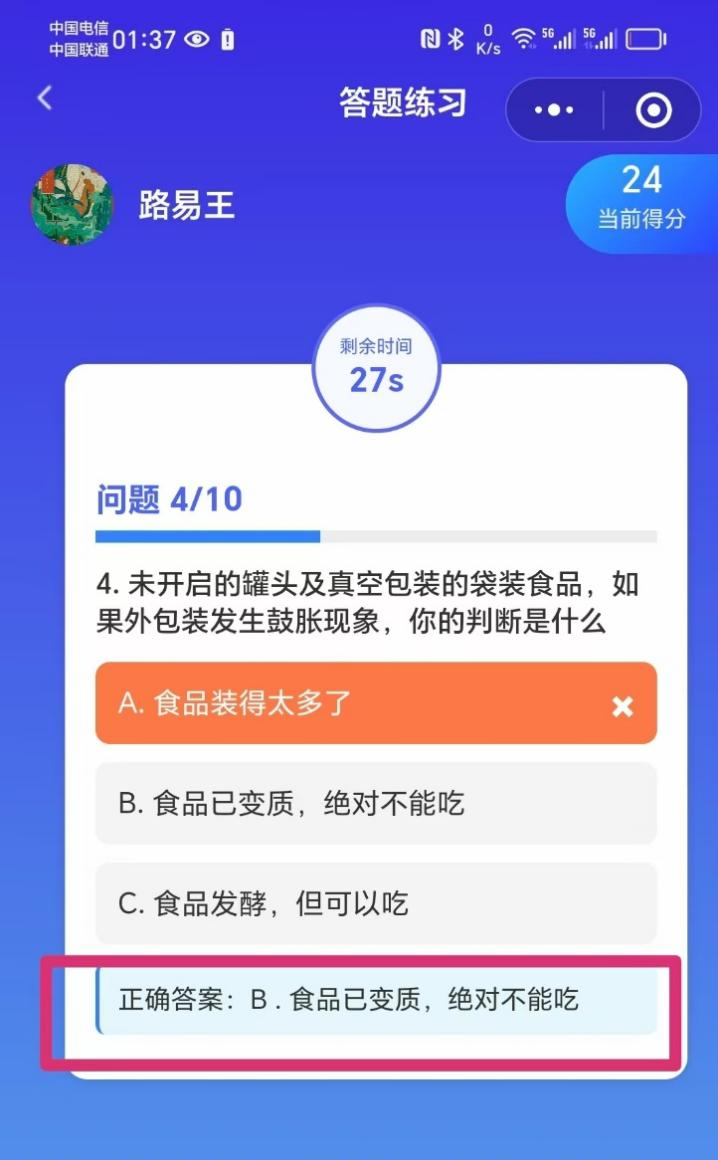 中国电信
中国联通
01:37
0
K/s
5G
5G
答题练习
路易王
24
当前得分
剩余时间
27s
问题 4/10
4. 未开启的罐头及真空包装的袋装食品，如
果外包装发生鼓胀现象，你的判断是什么
A. 食品装得太多了
B. 食品已变质，绝对不能吃
C. 食品发酵，但可以吃
正确答案：B . 食品已变质，绝对不能吃